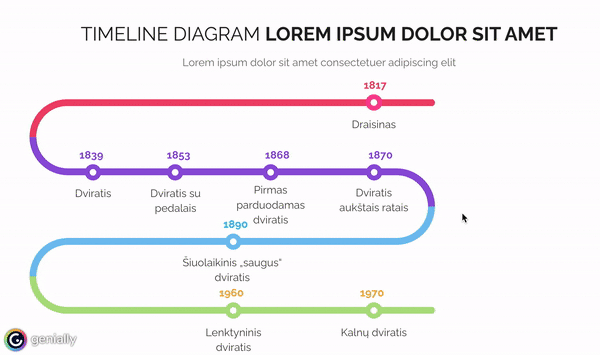 TIMELINE DIAGRAM LOREM IPSUM DOLOR SIT AMET
Lorem ipsum dolor sit amet consectetuer adipiscing elit
1817
Draisinas
1839
Dviratis
1853
Dviratis su
pedalais
1868
Pirmas
parduodamas
dviratis
1870
Dviratis
aukštais ratais
1890
Šiuolaikinis „saugus“
dviratis
1960
Lenktyninis
dviratis
1970
Kalnų dviratis
genially